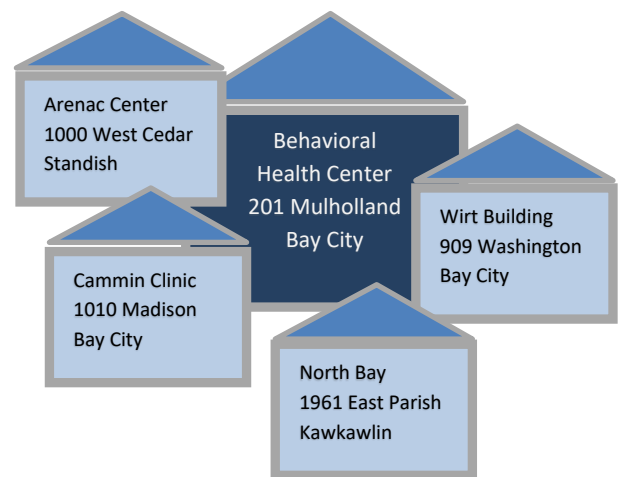 Arenac Center
1000 West Cedar
Standish
Behavioral
Health Center
201 Mulholland
Bay City
Wirt Building
909 Washington
Bay City
Cammin Clinic
1010 Madison
Bay City
North Bay
1961 East Parish
Kawkawlin